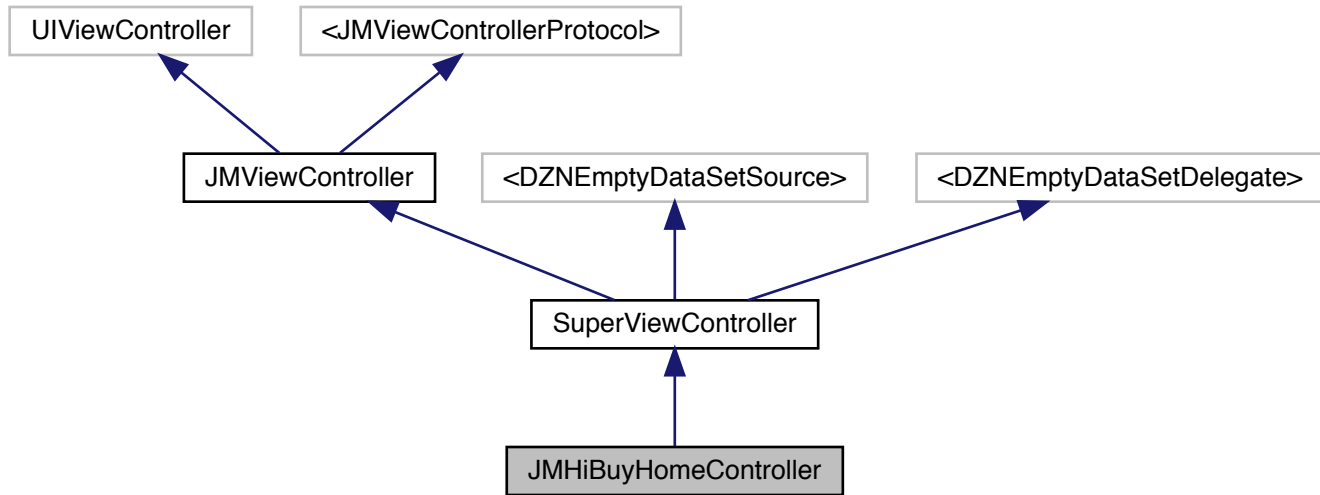 UIViewController
<JMViewControllerProtocol>
JMViewController
<DZNEmptyDataSetSource>
<DZNEmptyDataSetDelegate>
SuperViewController
JMHiBuyHomeController